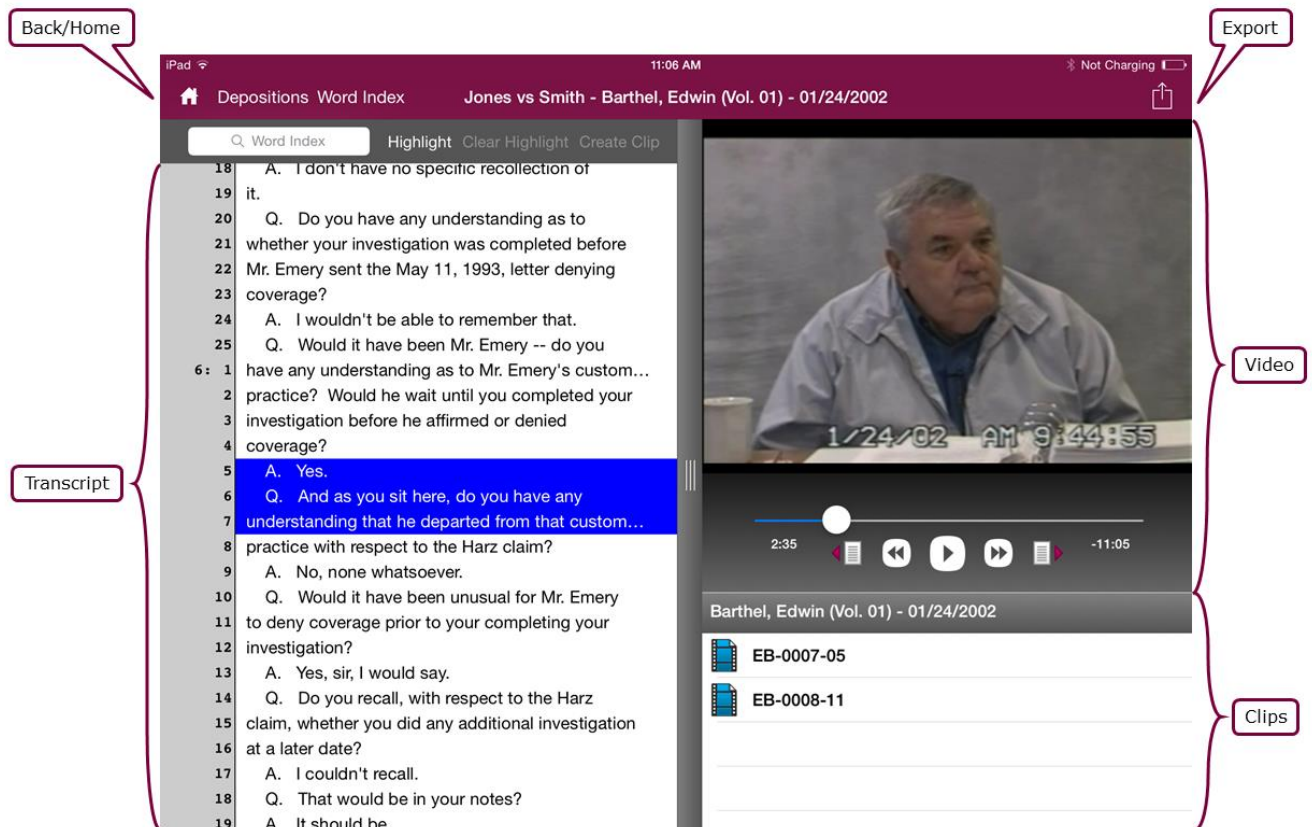 Back/Home
Export
iPad 11:06 AM Not Charging
Depositions Word Index Jones vs Smith - Barthel, Edwin (Vol. 01) - 01/24/2002
Word Index Highlight Clear Highlight Create Clip
Transcript
18 A. I don't have no specific recollection of
19 it.
20 Q. Do you have any understanding as to
21 whether your investigation was completed before
22 Mr. Emery sent the May 11, 1993, letter denying
23 coverage?
24 A. I wouldn't be able to remember that.
25 Q. Would it have been Mr. Emery -- do you
6: 1 have any understanding as to Mr. Emery's custom...
2 practice? Would he wait until you completed your
3 investigation before he affirmed or denied
4 coverage?
5 A. Yes.
6 Q. And as you sit here, do you have any
7 understanding that he departed from that custom...
8 practice with respect to the Harz claim?
9 A. No, none whatsoever.
10 Q. Would it have been unusual for Mr. Emery
11 to deny coverage prior to your completing your
12 investigation?
13 A. Yes, sir, I would say.
14 Q. Do you recall, with respect to the Harz
15 claim, whether you did any additional investigation
16 at a later date?
17 A. I couldn't recall.
18 Q. That would be in your notes?
19 A. It should be.
1/24/02 AM 9:44:55
Video
2:35 -11:05
Barthel, Edwin (Vol. 01) - 01/24/2002
EB-0007-05
EB-0008-11
Clips